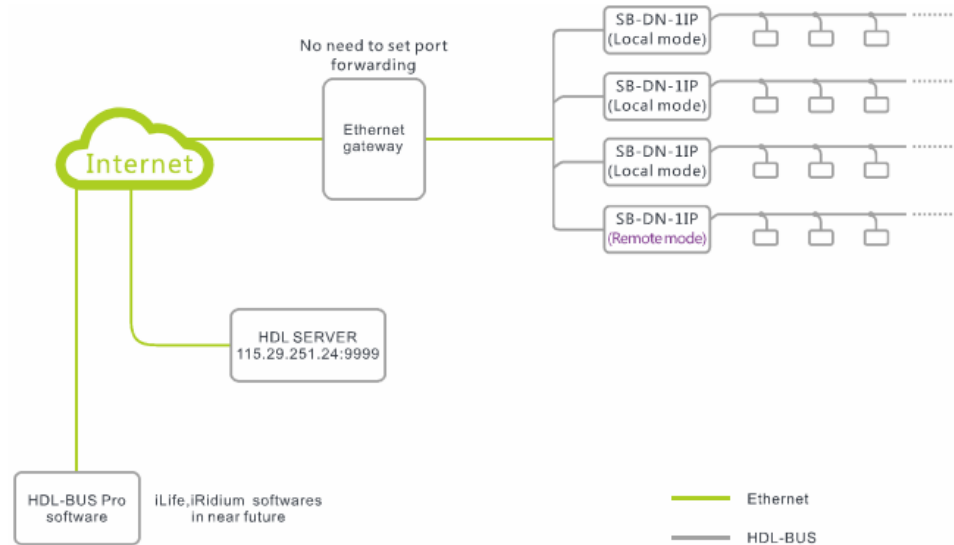 SB-DN-1IP
(Local mode)
No need to set port
forwarding
SB-DN-1IP
(Local mode)
Ethernet
gateway
Internet
SB-DN-1IP
(Local mode)
SB-DN-1IP
(Remote mode)
HDL SERVER
115.29.251.24:9999
HDL-BUS Pro
software
iLife,iRidium softwares
in near future
Ethernet
HDL-BUS